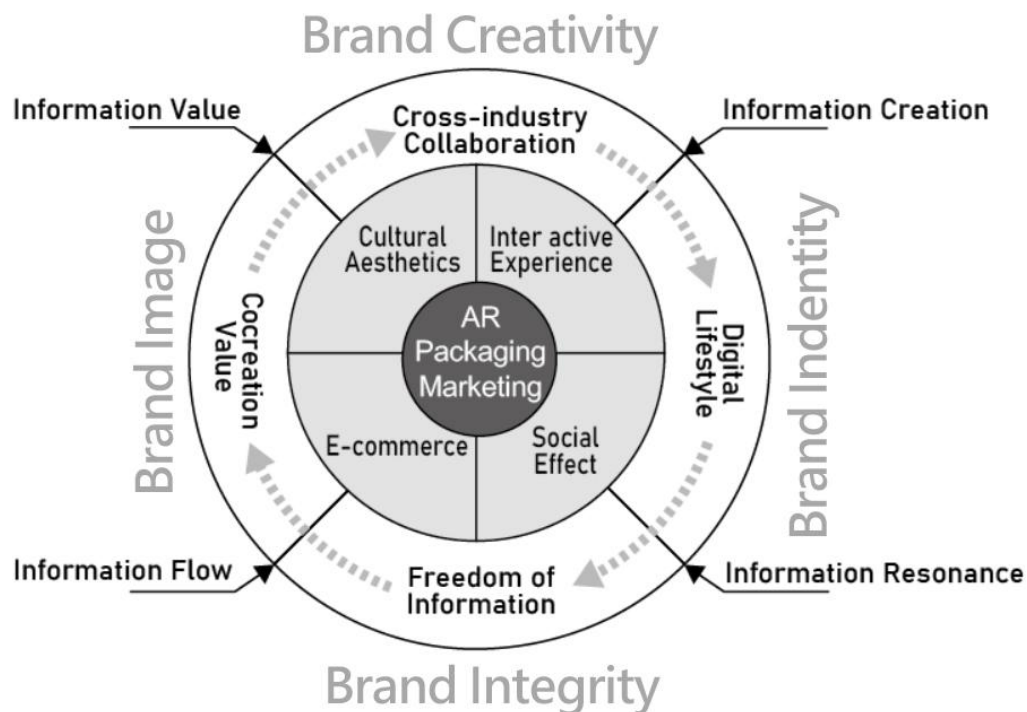 Brand Creativity
Information Value
Information Creation
Cross-industry
Collaboration
Cultural
Aesthetics
Inter active
Experience
Brand Image
Cocreation
Value
AR
Packaging
Marketing
Digital
Lifestyle
Brand Indentity
E-commerce
Social
Effect
Information Flow
Freedom of
Information
Information Resonance
Brand Integrity